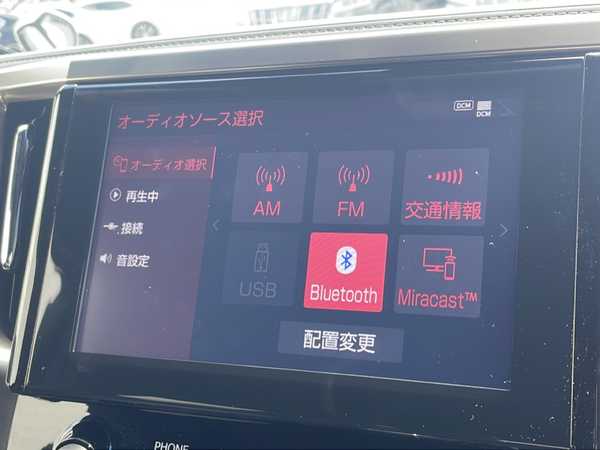 オーディオソース選択
DCM
DCM
オーディオ選択
再生中
接続
音設定
AM
FM
交通情報
USB
Bluetooth
Miracast™
配置変更
PHONE